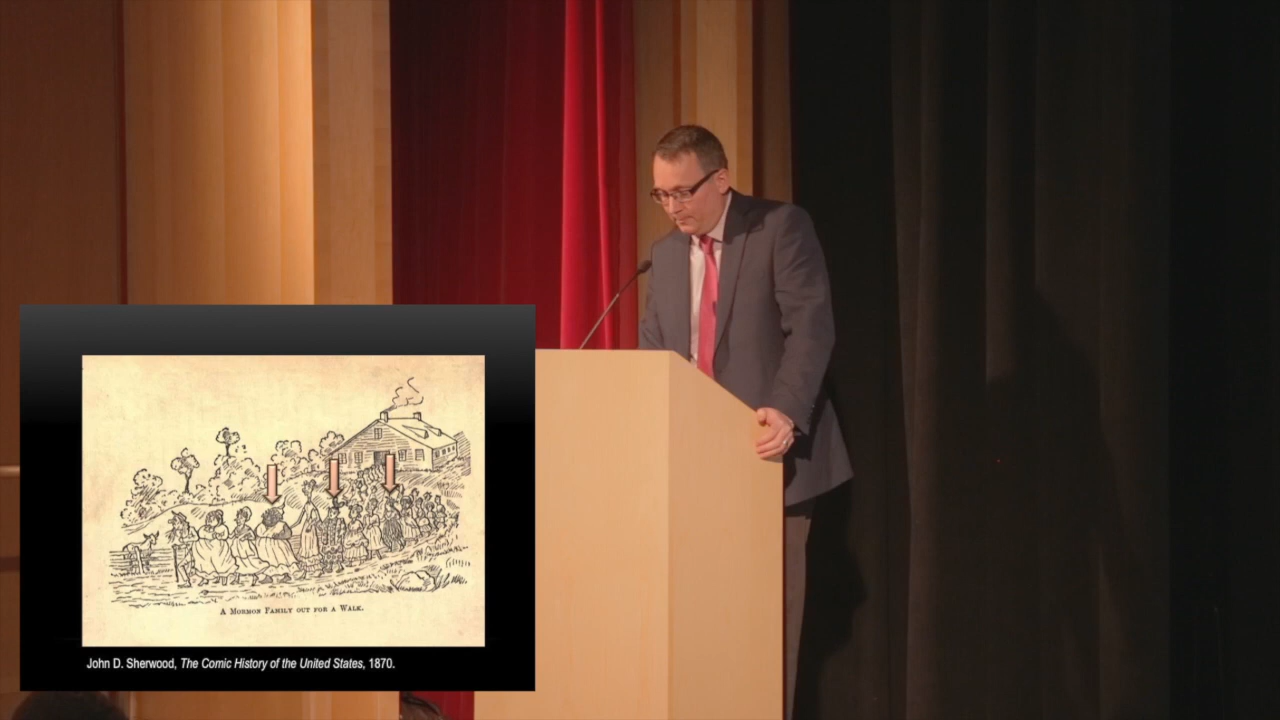 A MORMON FAMILY OUT FOR A WALK.
John D. Sherwood, The Comic History of the United States, 1870.